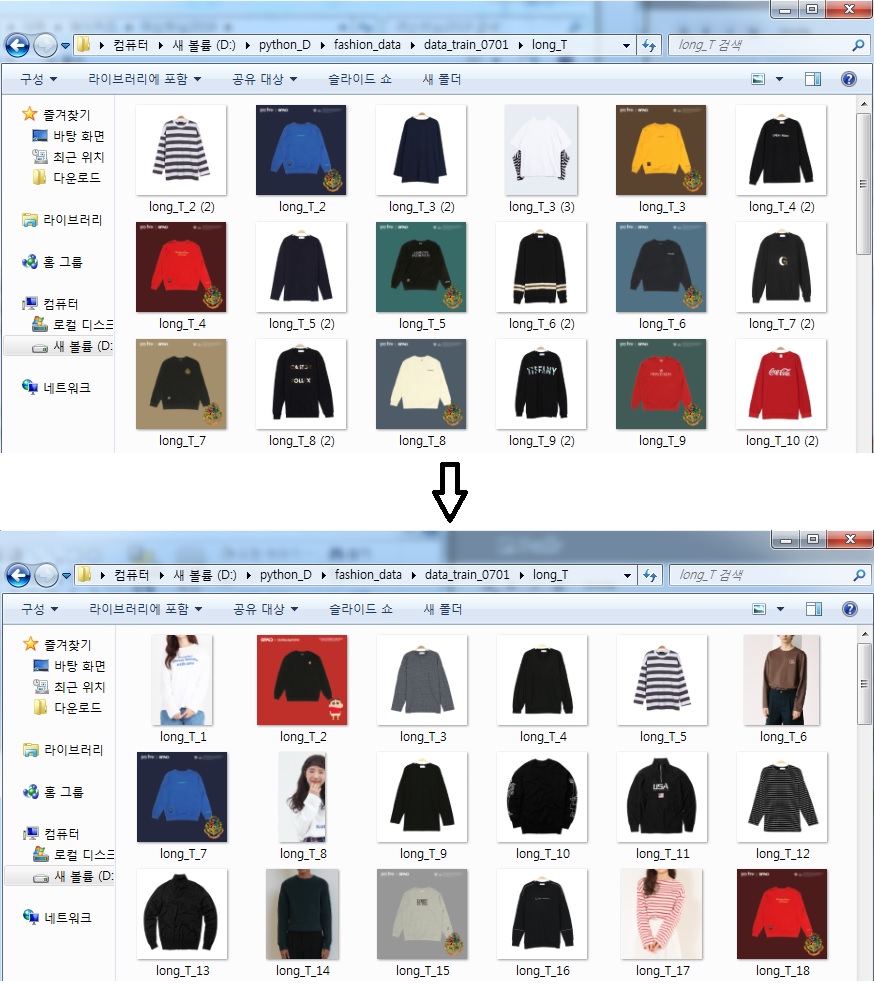 컴퓨터 새 볼륨 (D:) python_D fashion_data data_train_0701 long_T long_T 검색
구성 라이브러리에 포함 공유 대상 슬라이드 쇼 새 폴더
즐겨찾기
바탕 화면
최근 위치
다운로드
라이브러리
홈 그룹
컴퓨터
로컬 디스크
새 볼륨 (D:
네트워크
long_T_2 (2) long_T_2 long_T_3 (2) long_T_3 (3) long_T_3 long_T_4 (2)
long_T_4 long_T_5 (2) long_T_5 long_T_6 (2) long_T_6 long_T_7 (2)
TIFFANY
Coca-Cola
long_T_7 long_T_8 (2) long_T_8 long_T_9 (2) long_T_9 long_T_10 (2)
컴퓨터 새 볼륨 (D:) python_D fashion_data data_train_0701 long_T long_T 검색
구성 라이브러리에 포함 공유 대상 슬라이드 쇼 새 폴더
즐겨찾기
바탕 화면
최근 위치
다운로드
라이브러리
홈 그룹
컴퓨터
로컬 디스크
새 볼륨 (D:
네트워크
long_T_1 long_T_2 long_T_3 long_T_4 long_T_5 long_T_6
USA
long_T_7 long_T_8 long_T_9 long_T_10 long_T_11 long_T_12
long_T_13 long_T_14 long_T_15 long_T_16 long_T_17 long_T_18